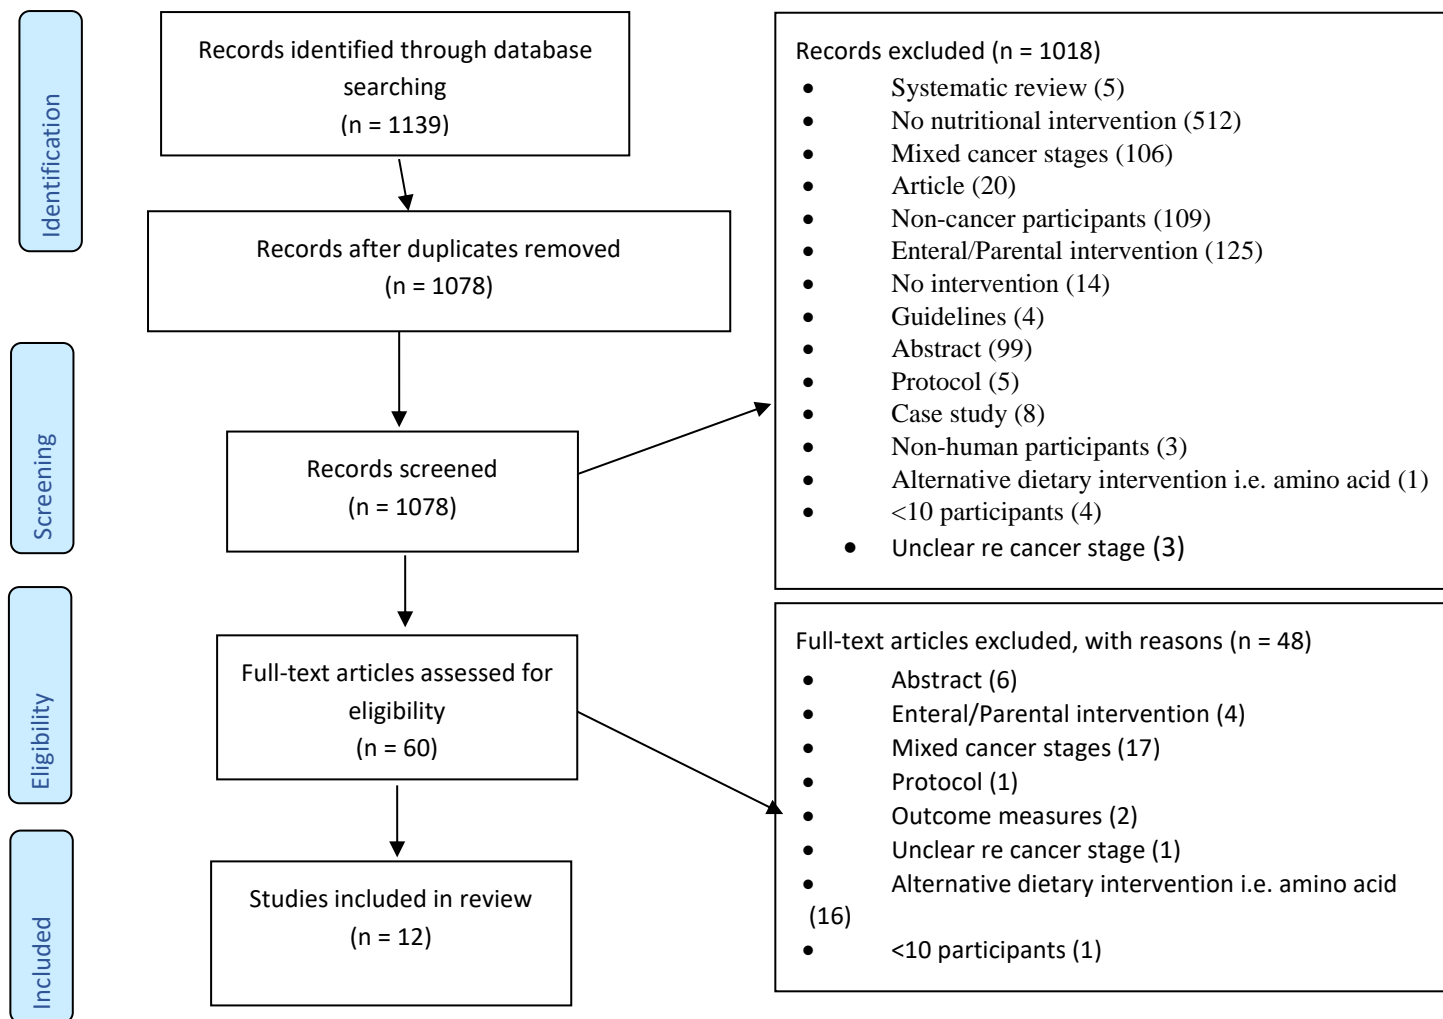 Identification
Records identified through database
searching
(n = 1139)
Records after duplicates removed
(n = 1078)
Records excluded (n = 1018)
• Systematic review (5)
• No nutritional intervention (512)
• Mixed cancer stages (106)
• Article (20)
• Non-cancer participants (109)
• Enteral/Parental intervention (125)
• No intervention (14)
• Guidelines (4)
• Abstract (99)
• Protocol (5)
• Case study (8)
• Non-human participants (3)
• Alternative dietary intervention i.e. amino acid (1)
• <10 participants (4)
• Unclear re cancer stage (3)
Screening
Records screened
(n = 1078)
Eligibility
Full-text articles assessed for
eligibility
(n = 60)
Full-text articles excluded, with reasons (n = 48)
• Abstract (6)
• Enteral/Parental intervention (4)
• Mixed cancer stages (17)
• Protocol (1)
• Outcome measures (2)
• Unclear re cancer stage (1)
• Alternative dietary intervention i.e. amino acid
(16)
• <10 participants (1)
Included
Studies included in review
(n = 12)